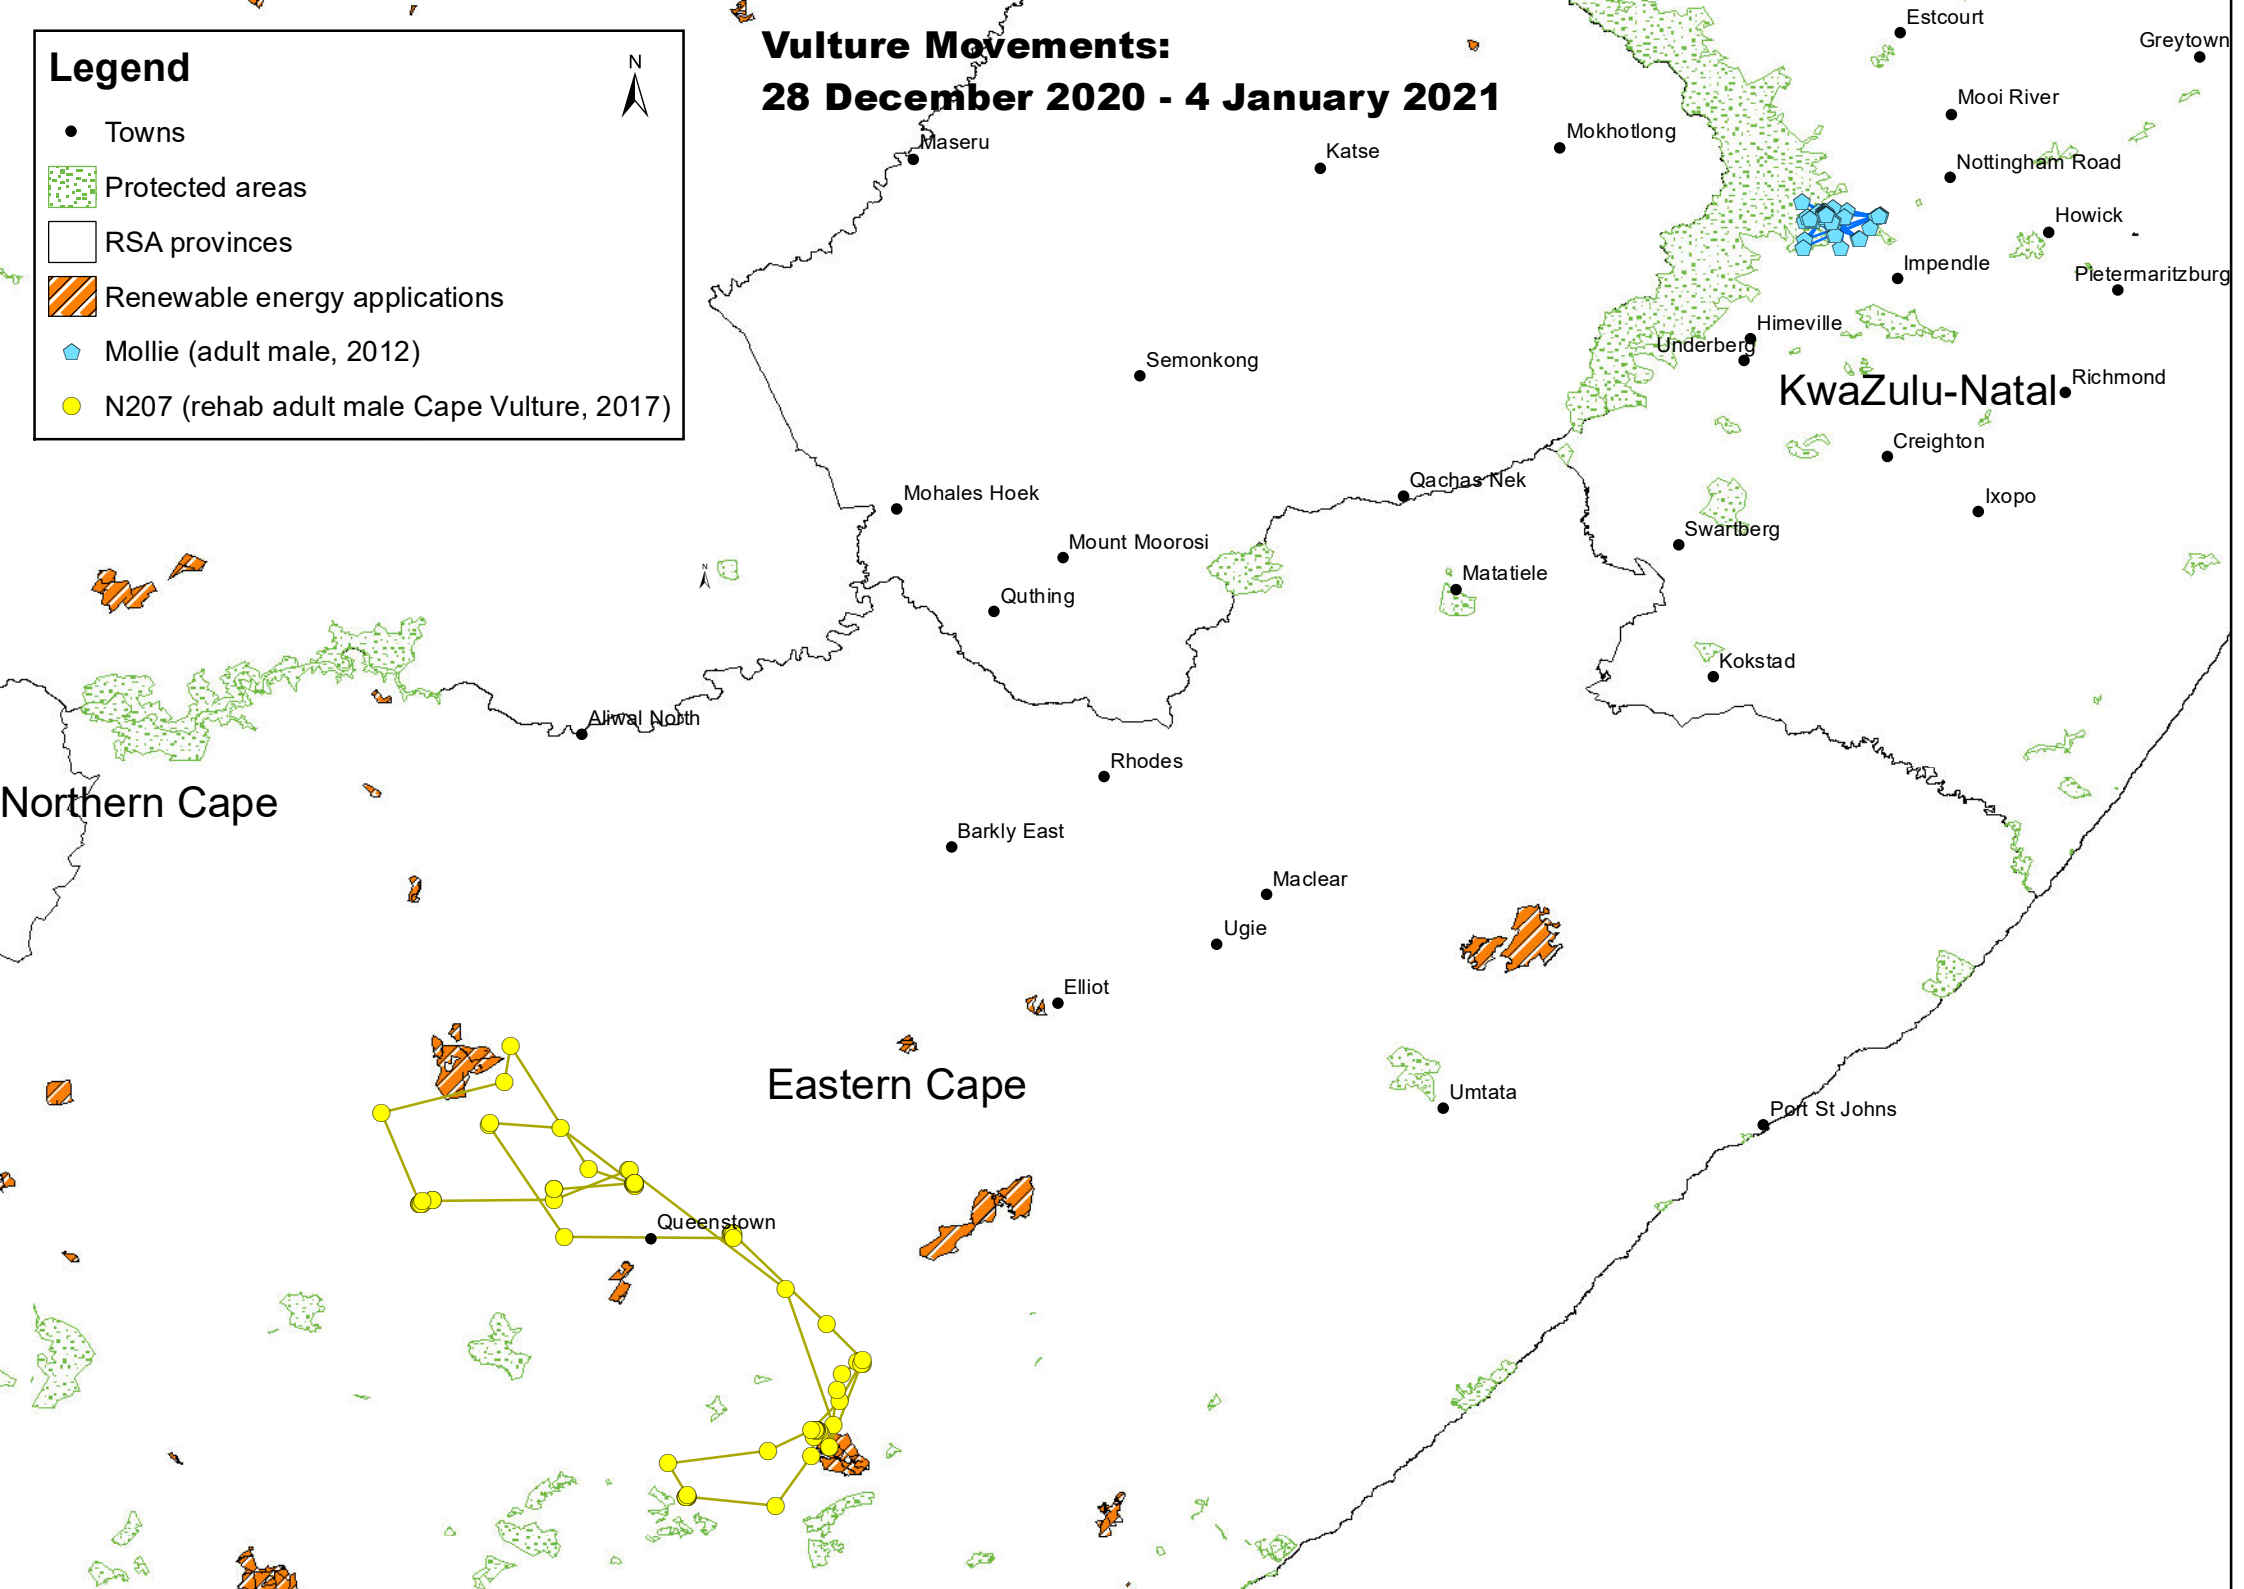 Vulture Movements:
28 December 2020 - 4 January 2021
Legend
N
Towns
Protected areas
RSA provinces
Renewable energy applications
Mollie (adult male, 2012)
N207 (rehab adult male Cape Vulture, 2017)
Estcourt
Greytown
Mooi River
Mokhotlong
Maseru
Katse
Nottingham Road
Howick
Impendle
Pietermaritzburg
Himeville
Underberg
Semonkong
KwaZulu-Natal
Richmond
Creighton
Qachas Nek
Mohales Hoek
Ixopo
Swartberg
Mount Moorosi
N
Matatiele
Quthing
Kokstad
Aliwal North
Rhodes
Northern Cape
Barkly East
Maclear
Ugie
Elliot
Eastern Cape
Umtata
Port St Johns
Queenstown